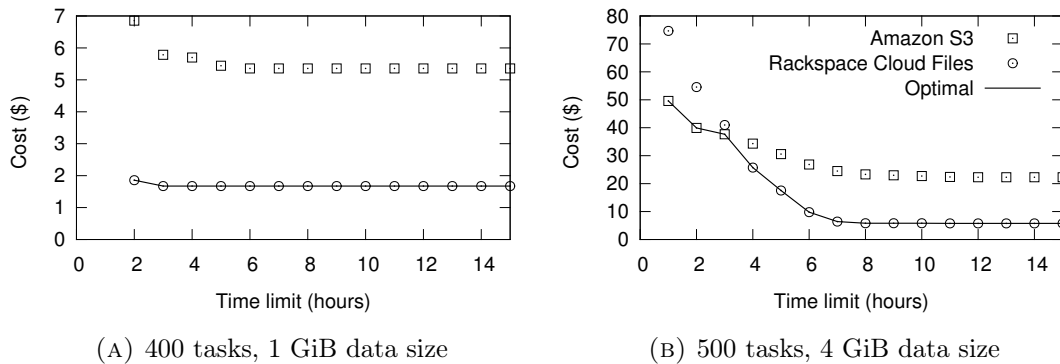 7
6
5
4
3
2
1
0
Cost ($)
0 2 4 6 8 10 12 14
Time limit (hours)
(A) 400 tasks, 1 GiB data size
80
70
60
50
40
30
20
10
0
Cost ($)
Amazon S3
Rackspace Cloud Files
Optimal
0 2 4 6 8 10 12 14
Time limit (hours)
(B) 500 tasks, 4 GiB data size